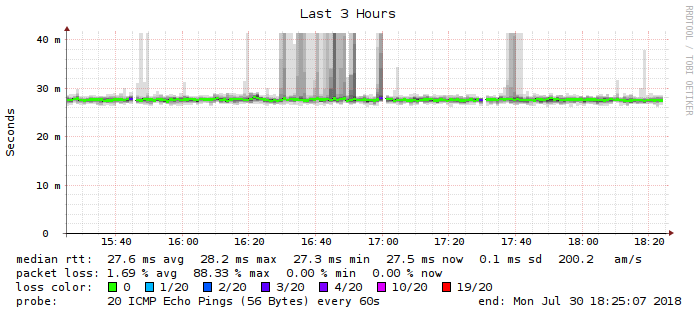 Last 3 Hours
RRDTOOL / TOBI OETIKER
Seconds
40 m
30 m
20 m
10 m
0
15:40 16:00 16:20 16:40 17:00 17:20 17:40 18:00 18:20
median rtt: 27.6 ms avg 28.2 ms max 27.3 ms min 27.5 ms now 0.1 ms sd 200.2 am/s
packet loss: 1.69 % avg 88.33 % max 0.00 % min 0.00 % now
loss color: 0 1/20 2/20 3/20 4/20 10/20 19/20
probe: 20 ICMP Echo Pings (56 Bytes) every 60s end: Mon Jul 30 18:25:07 2018